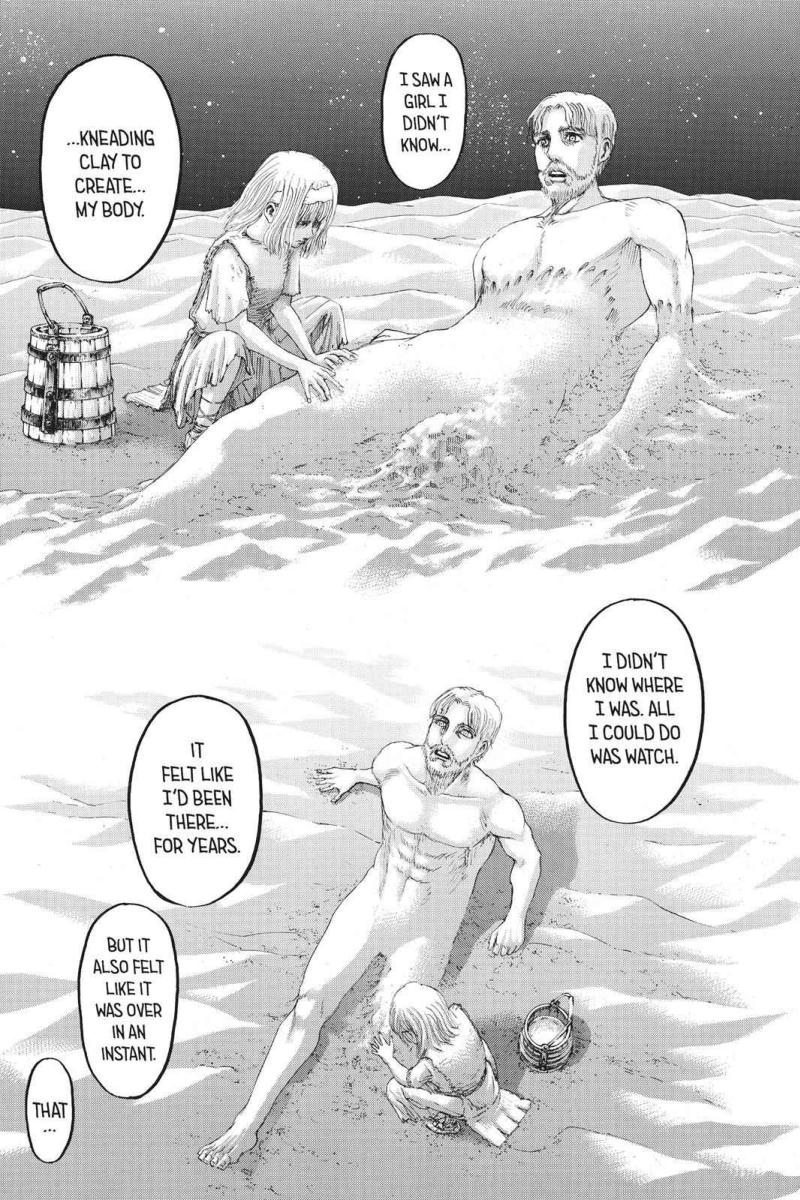 I SAW A
GIRL I
DIDN'T
KNOW...
...KNEADING
CLAY TO
CREATE...
MY BODY.
I DIDN'T
KNOW WHERE
I WAS. ALL
I COULD DO
WAS WATCH.
IT
FELT LIKE
I'D BEEN
THERE...
FOR YEARS.
BUT IT
ALSO FELT
LIKE IT
WAS OVER
IN AN
INSTANT.
THAT
...